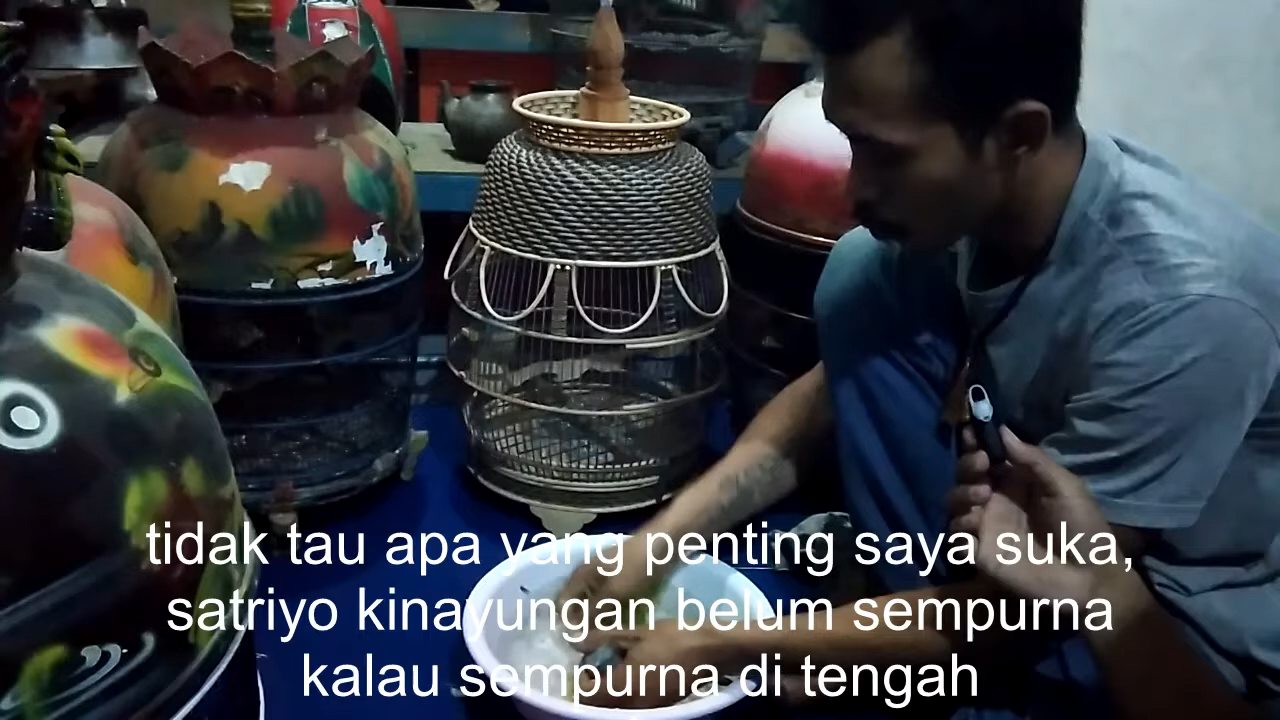 tidak tau apa yang penting saya suka,
satriyo kinayungan belum sempurna
kalau sempurna di tengah